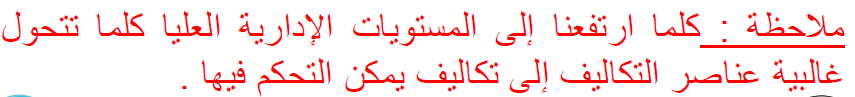 ملاحظة : كلما ارتفعنا إلى المستويات الإدارية العليا كلما تتحول
غالبية عناصر التكاليف إلى تكاليف يمكن التحكم فيها .